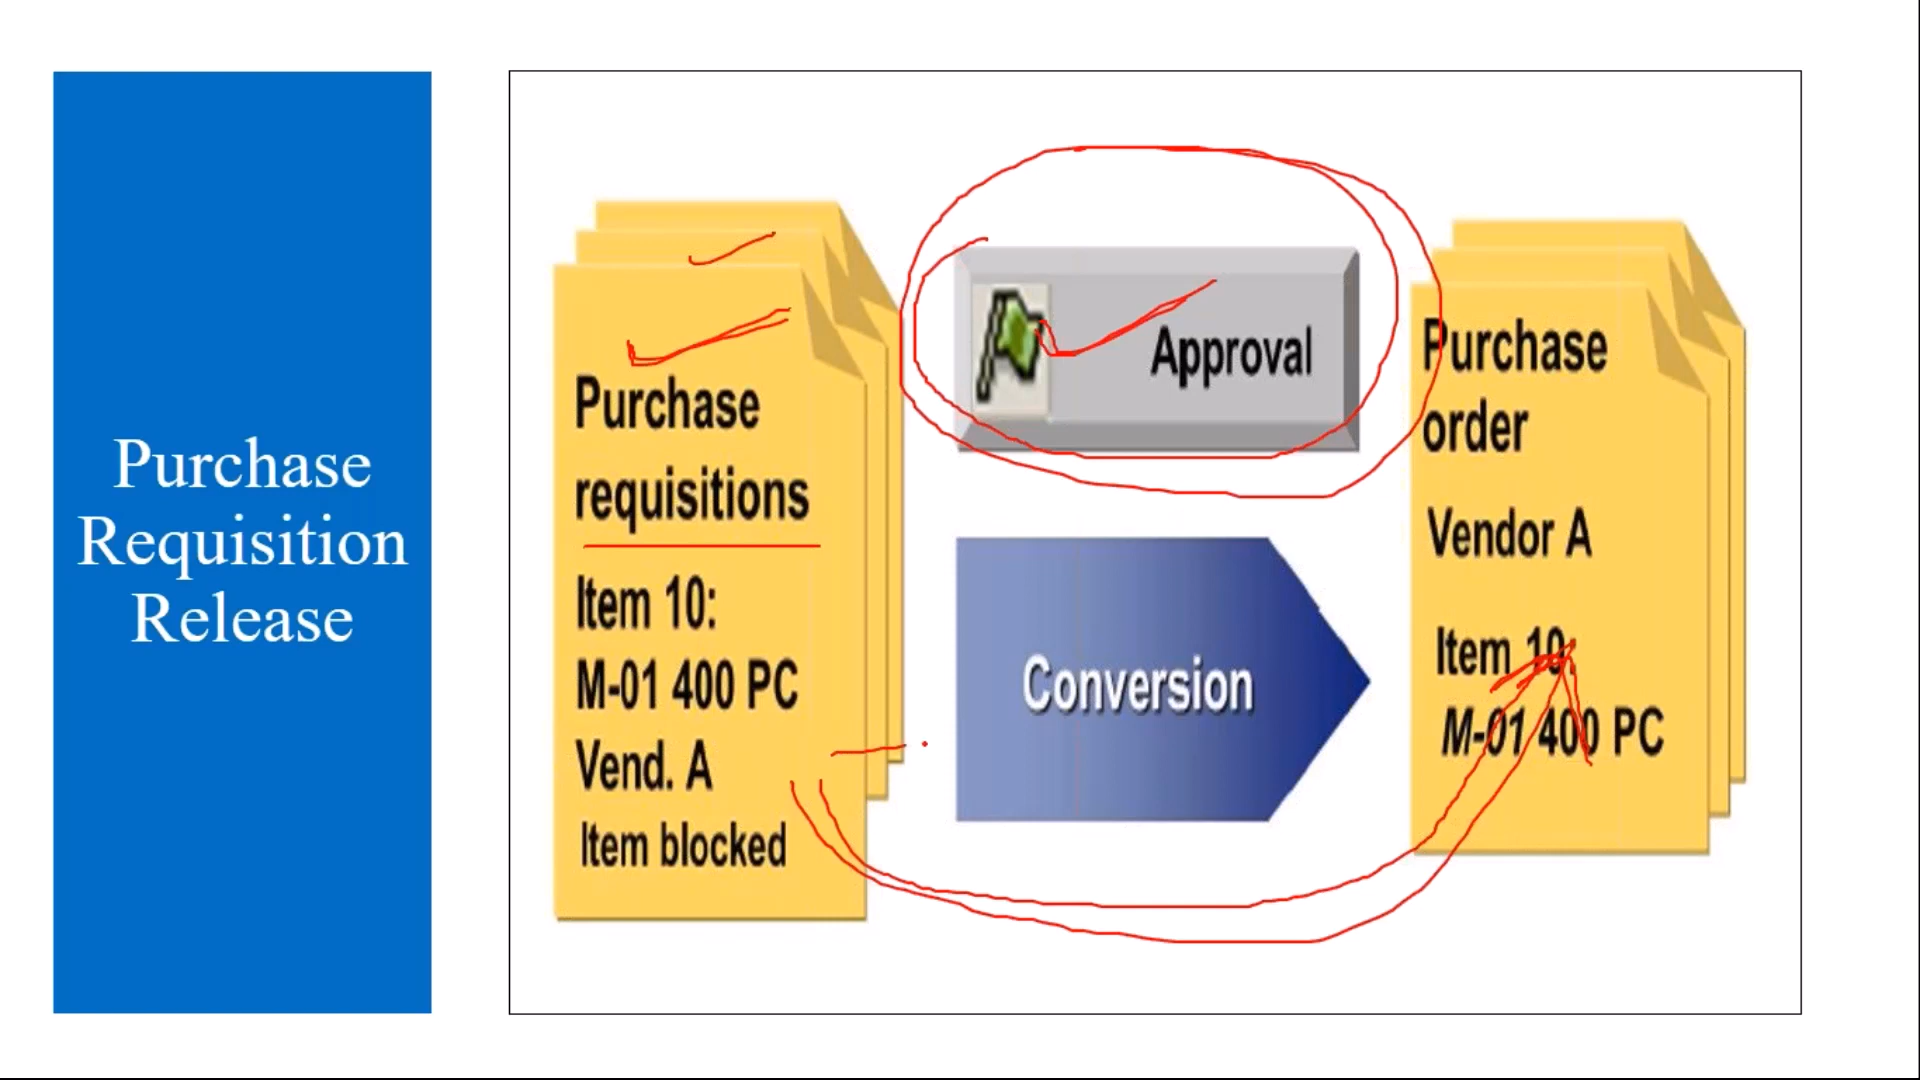 Purchase
Requisition
Release
Purchase
requisitions
Item 10:
M-01 400 PC
Vend. A
Item blocked
Approval
Conversion
Purchase
order
Vendor A
Item 10:
M-01 400 PC